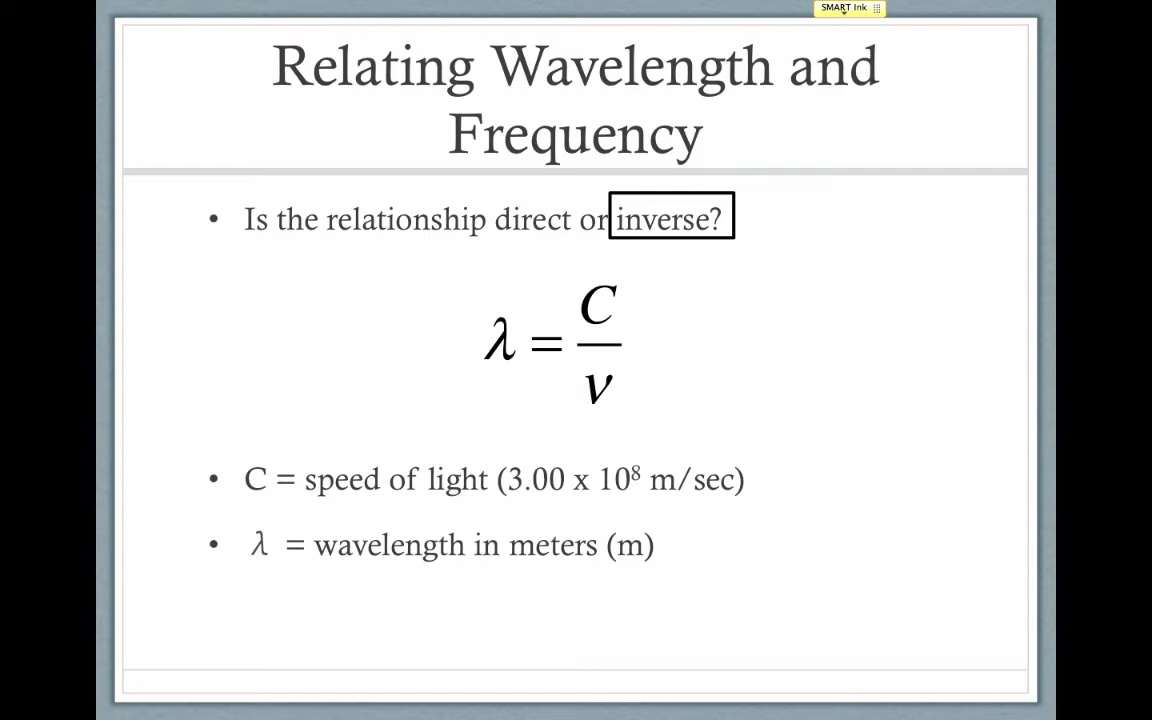 SMART Ink
Relating Wavelength and
Frequency
• Is the relationship direct or inverse?
λ = C/ν
• C = speed of light (3.00 x 10⁸ m/sec)
• λ = wavelength in meters (m)